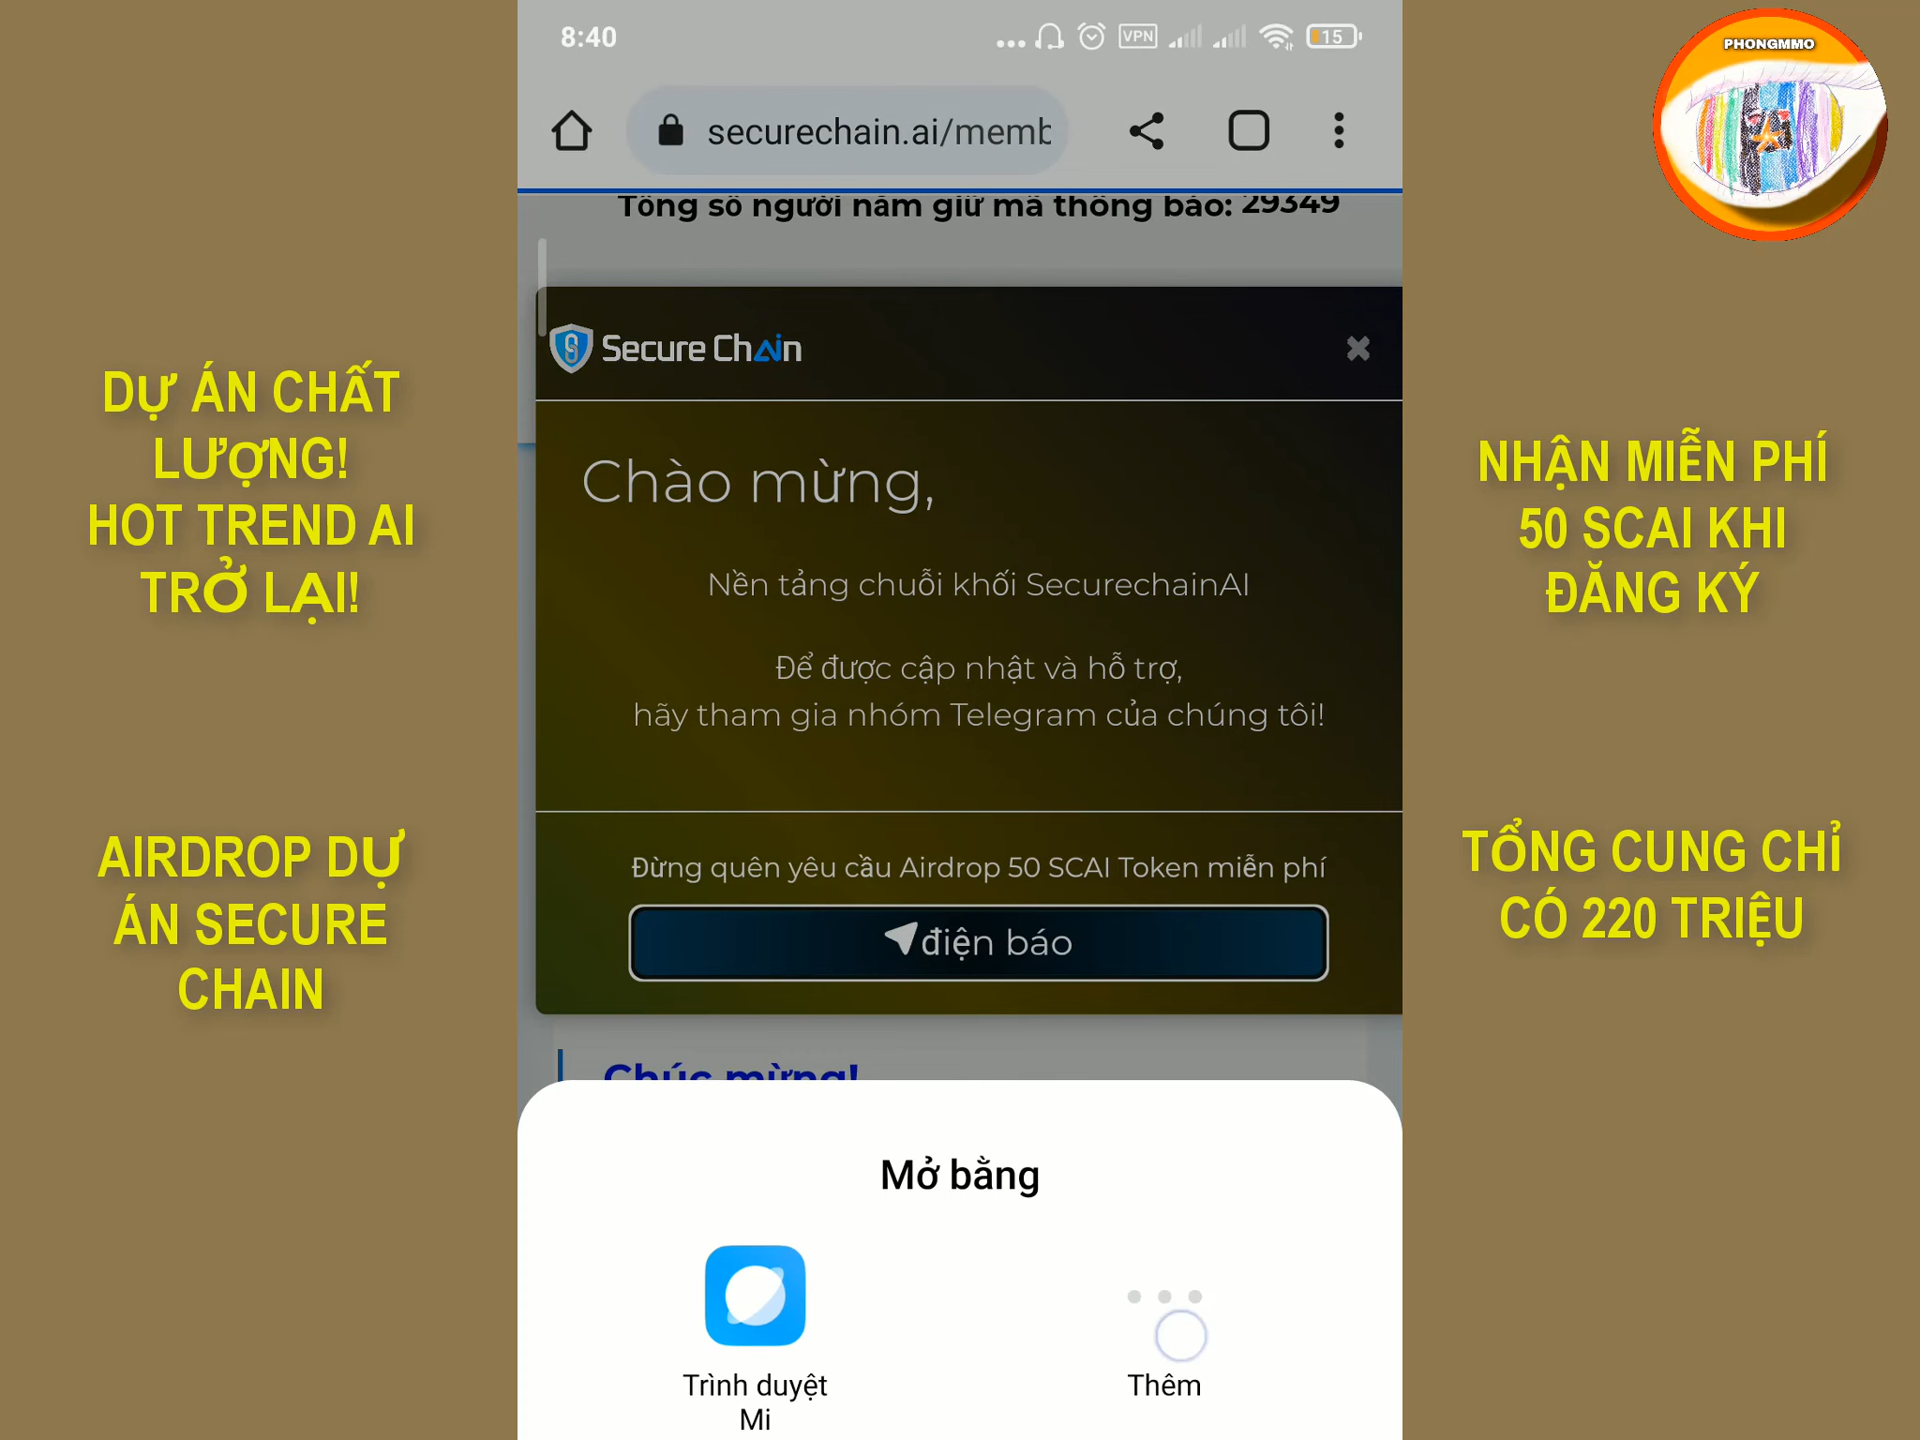 8:40
VPN
15
PHONGMMO
securechain.ai/memb
Tổng số người nắm giữ mã thông báo: 29349
Secure Chain
DỰ ÁN CHẤT
LƯỢNG!
HOT TREND AI
TRỞ LẠI!
Chào mừng,
NHẬN MIỄN PHÍ
50 SCAI KHI
ĐĂNG KÝ
Nền tảng chuỗi khối SecurechainAI
Để được cập nhật và hỗ trợ,
hãy tham gia nhóm Telegram của chúng tôi!
AIRDROP DỰ
ÁN SECURE
CHAIN
Đừng quên yêu cầu Airdrop 50 SCAI Token miễn phí
điện báo
TỔNG CUNG CHỈ
CÓ 220 TRIỆU
Chúc mừng!
Mở bằng
Trình duyệt
Mi
Thêm